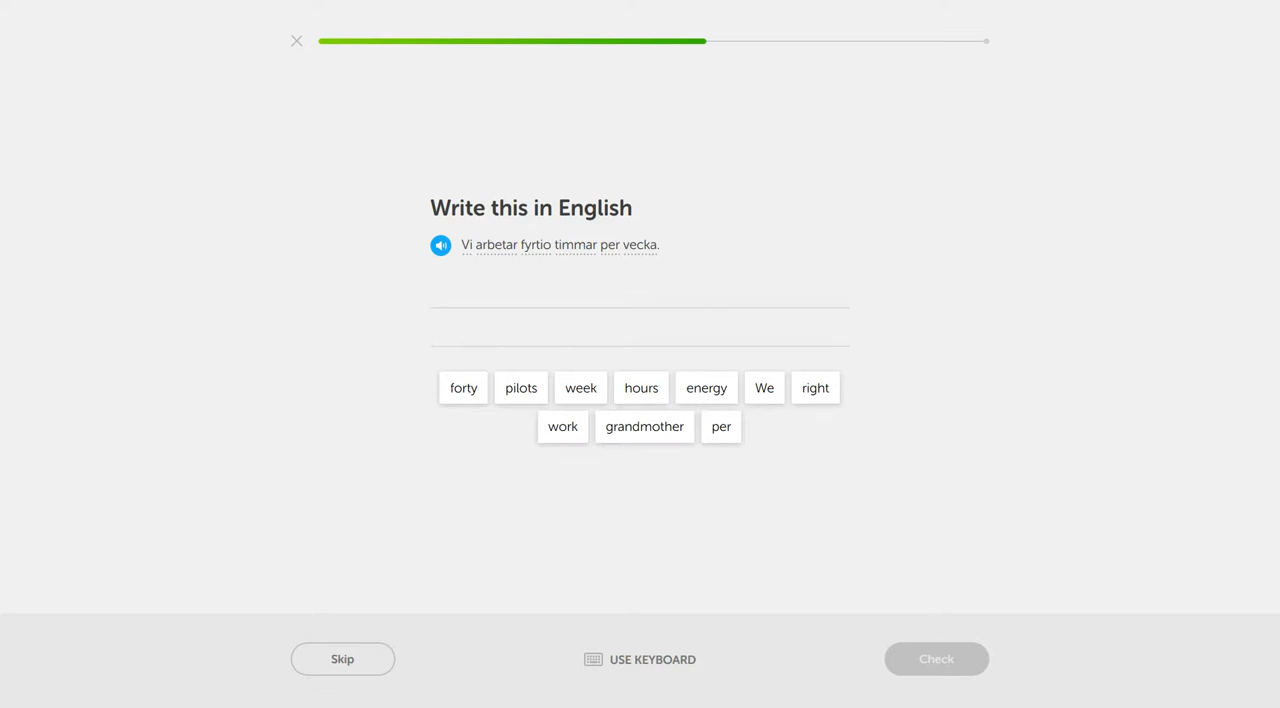 Write this in English
Vi arbetar fyrtio timmar per vecka.
forty pilots week hours energy We right
work grandmother per
Skip USE KEYBOARD Check